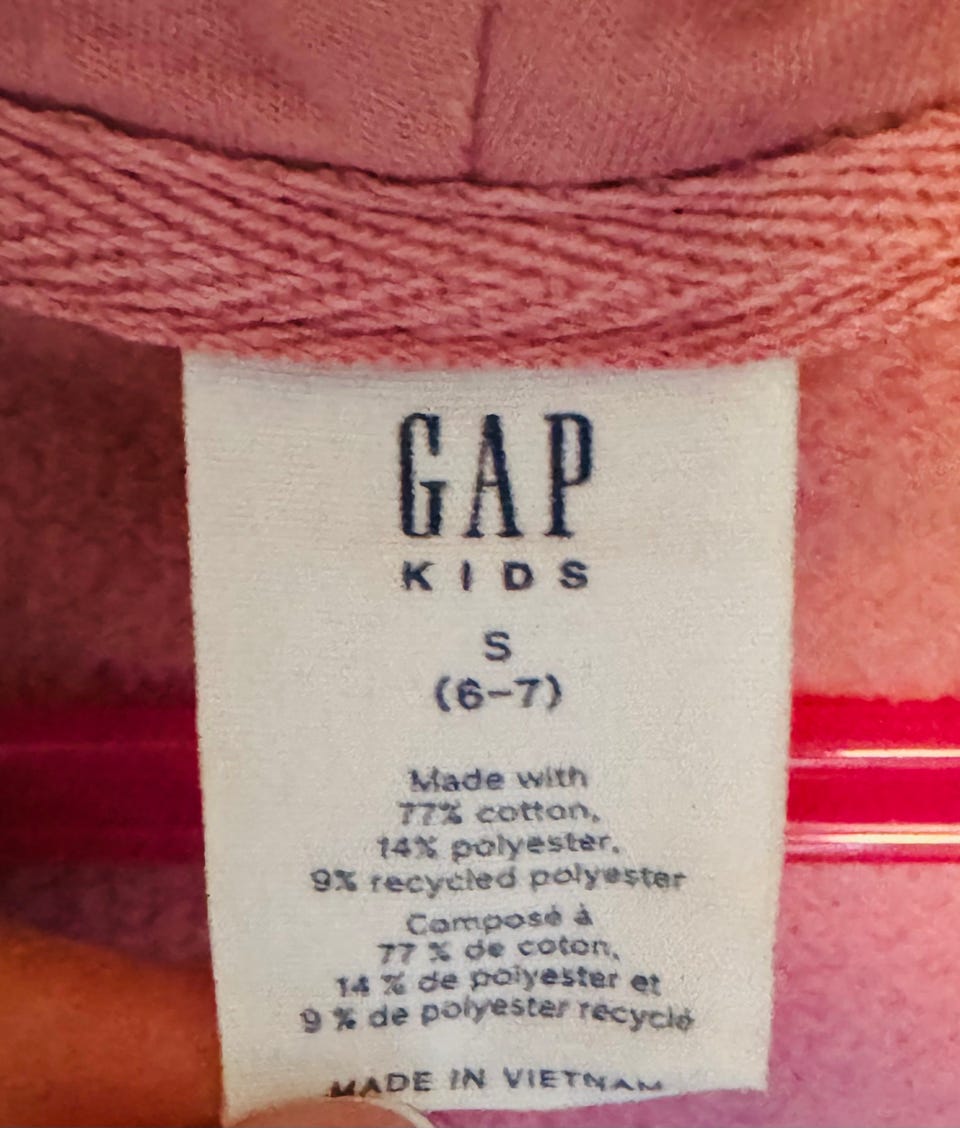 GAP
KIDS
S
(6–7)
Made with
77% cotton,
14% polyester,
9% recycled polyester
Composé à
77 % de coton,
14 % de polyester et
9 % de polyester recyclé
MADE IN VIETNAM